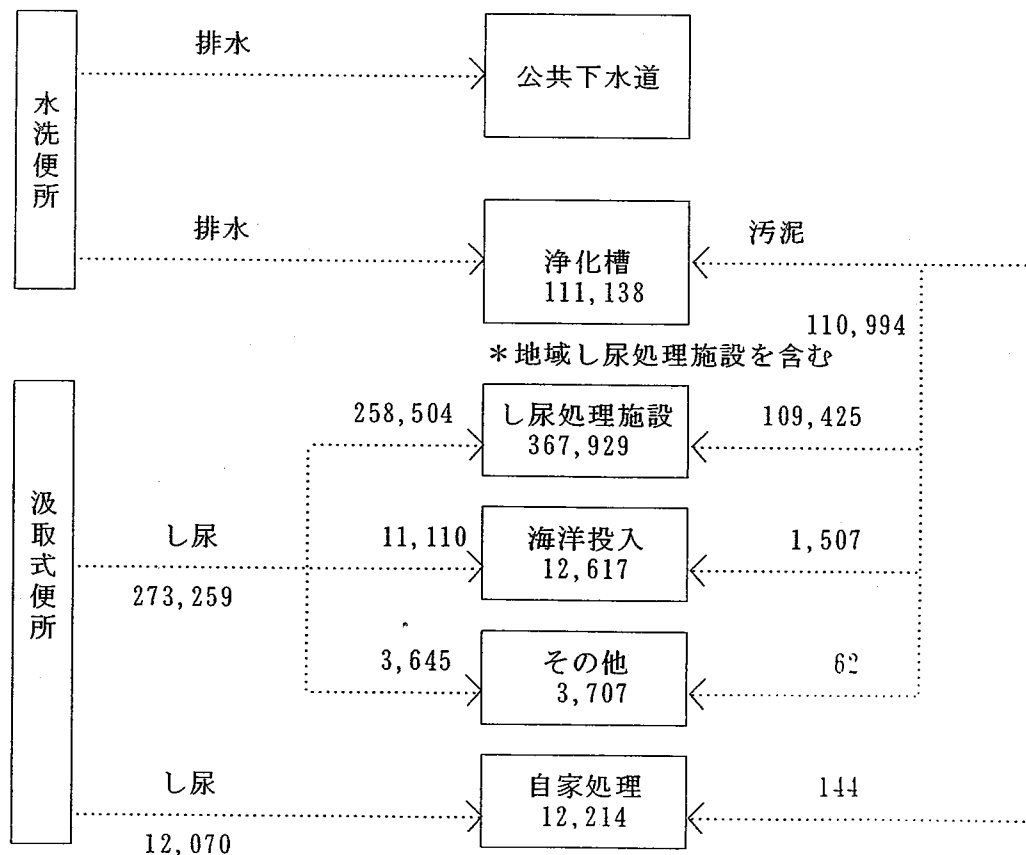 水洗便所
排水
公共下水道
排水
浄化槽
111,138
汚泥
110,994
＊地域し尿処理施設を含む
汲取式便所
258,504
し尿処理施設
367,929
109,425
し尿
273,259
11,110
海洋投入
12,617
1,507
3,645
その他
3,707
62
し尿
12,070
自家処理
12,214
144